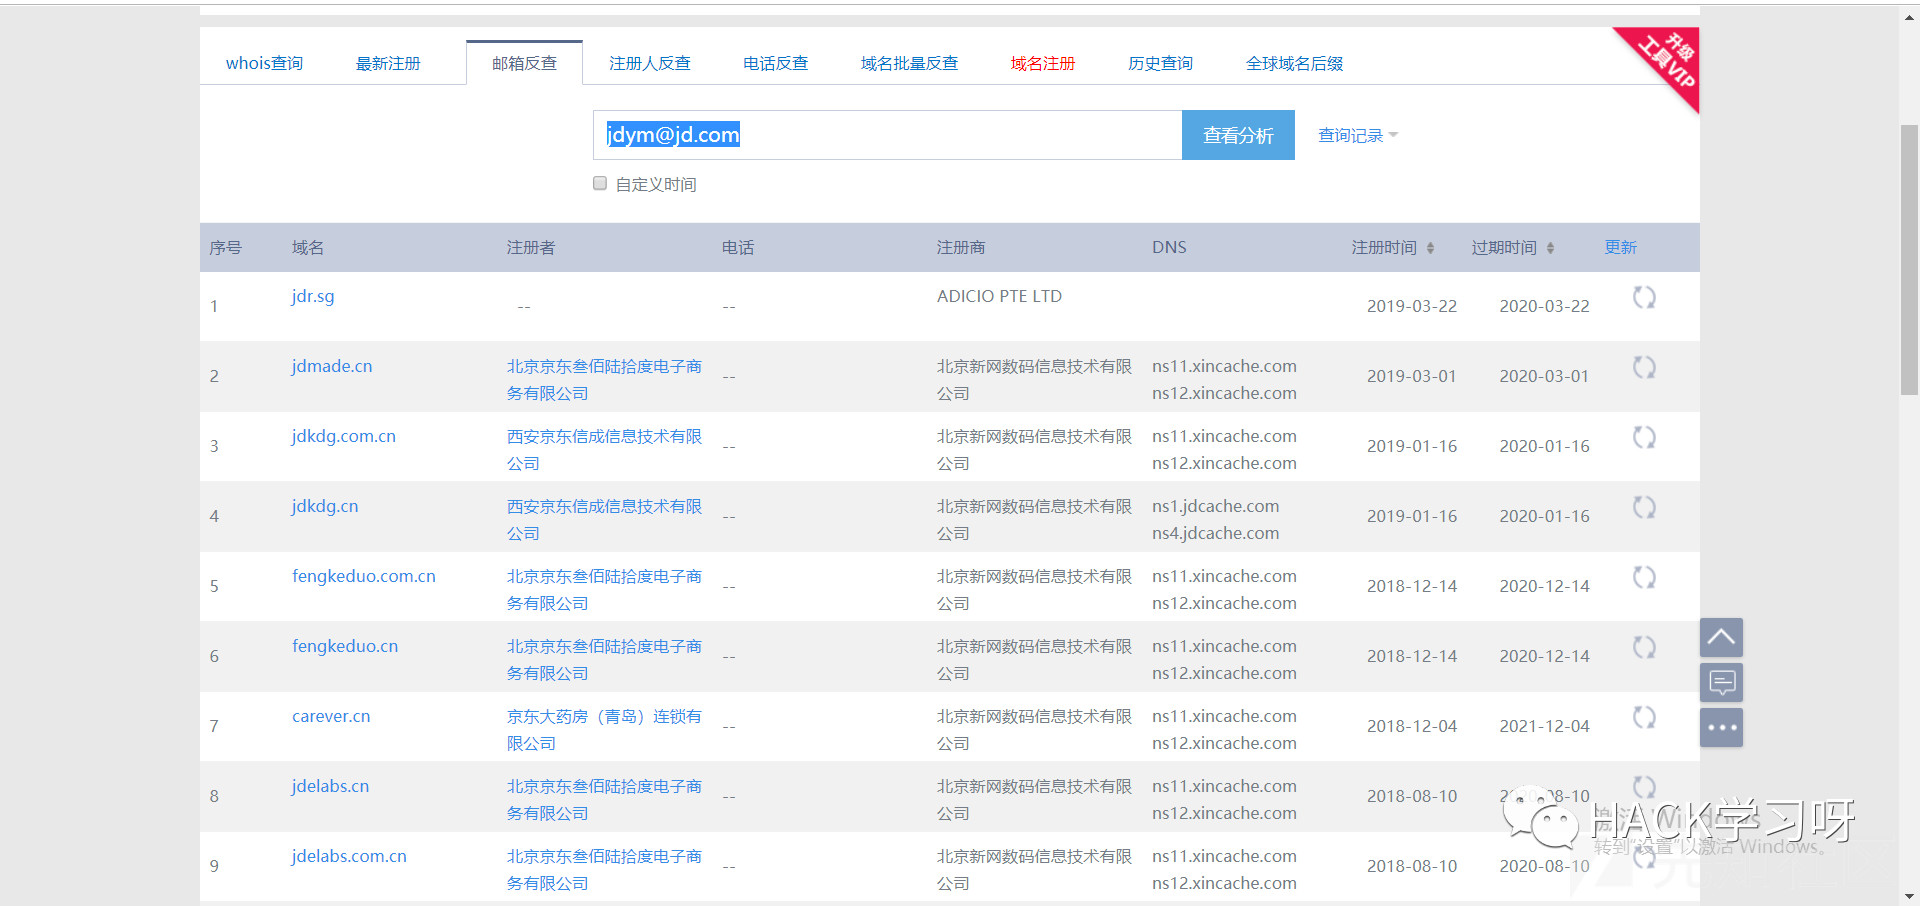 whois查询 最新注册 邮箱反查 注册人反查 电话反查 域名批量反查 域名注册 历史查询 全球域名后缀
升级
工具VIP
jdym@jd.com 查看分析 查询记录
自定义时间
序号 域名 注册者 电话 注册商 DNS 注册时间 过期时间 更新
1 jdr.sg -- -- ADICIO PTE LTD 2019-03-22 2020-03-22
2 jdmade.cn 北京京东叁佰陆拾度电子商 -- 北京新网数码信息技术有限 ns11.xincache.com 2019-03-01 2020-03-01
务有限公司 公司 ns12.xincache.com
3 jdkdg.com.cn 西安京东信成信息技术有限 -- 北京新网数码信息技术有限 ns11.xincache.com 2019-01-16 2020-01-16
公司 公司 ns12.xincache.com
4 jdkdg.cn 西安京东信成信息技术有限 -- 北京新网数码信息技术有限 ns1.jdcache.com 2019-01-16 2020-01-16
公司 公司 ns4.jdcache.com
5 fengkeduo.com.cn 北京京东叁佰陆拾度电子商 -- 北京新网数码信息技术有限 ns11.xincache.com 2018-12-14 2020-12-14
务有限公司 公司 ns12.xincache.com
6 fengkeduo.cn 北京京东叁佰陆拾度电子商 -- 北京新网数码信息技术有限 ns11.xincache.com 2018-12-14 2020-12-14
务有限公司 公司 ns12.xincache.com
7 carever.cn 京东大药房（青岛）连锁有 -- 北京新网数码信息技术有限 ns11.xincache.com 2018-12-04 2021-12-04
限公司 公司 ns12.xincache.com
8 jdelabs.cn 北京京东叁佰陆拾度电子商 -- 北京新网数码信息技术有限 ns11.xincache.com 2018-08-10 2020-08-10
务有限公司 公司 ns12.xincache.com
9 jdelabs.com.cn 北京京东叁佰陆拾度电子商 -- 北京新网数码信息技术有限 ns11.xincache.com 2018-08-10 2020-08-10
务有限公司 公司 ns12.xincache.com
HACK学习呀
激活 Windows
转到"设置"以激活 Windows。